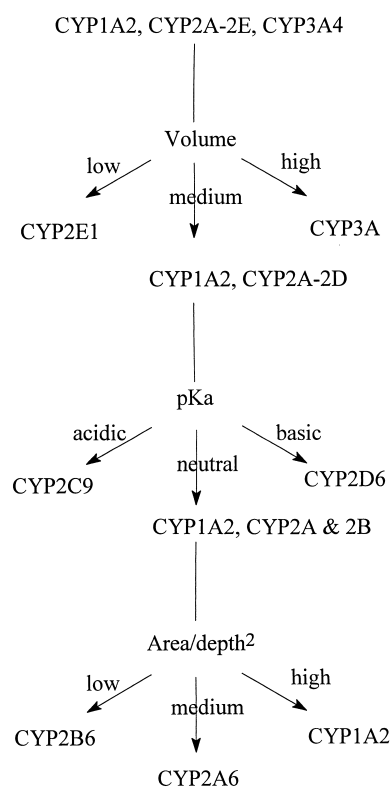 CYP1A2, CYP2A-2E, CYP3A4
Volume
low
high
medium
CYP2E1
CYP3A
CYP1A2, CYP2A-2D
pKa
acidic
basic
neutral
CYP2C9
CYP2D6
CYP1A2, CYP2A & 2B
Area/depth²
low
high
medium
CYP2B6
CYP1A2
CYP2A6